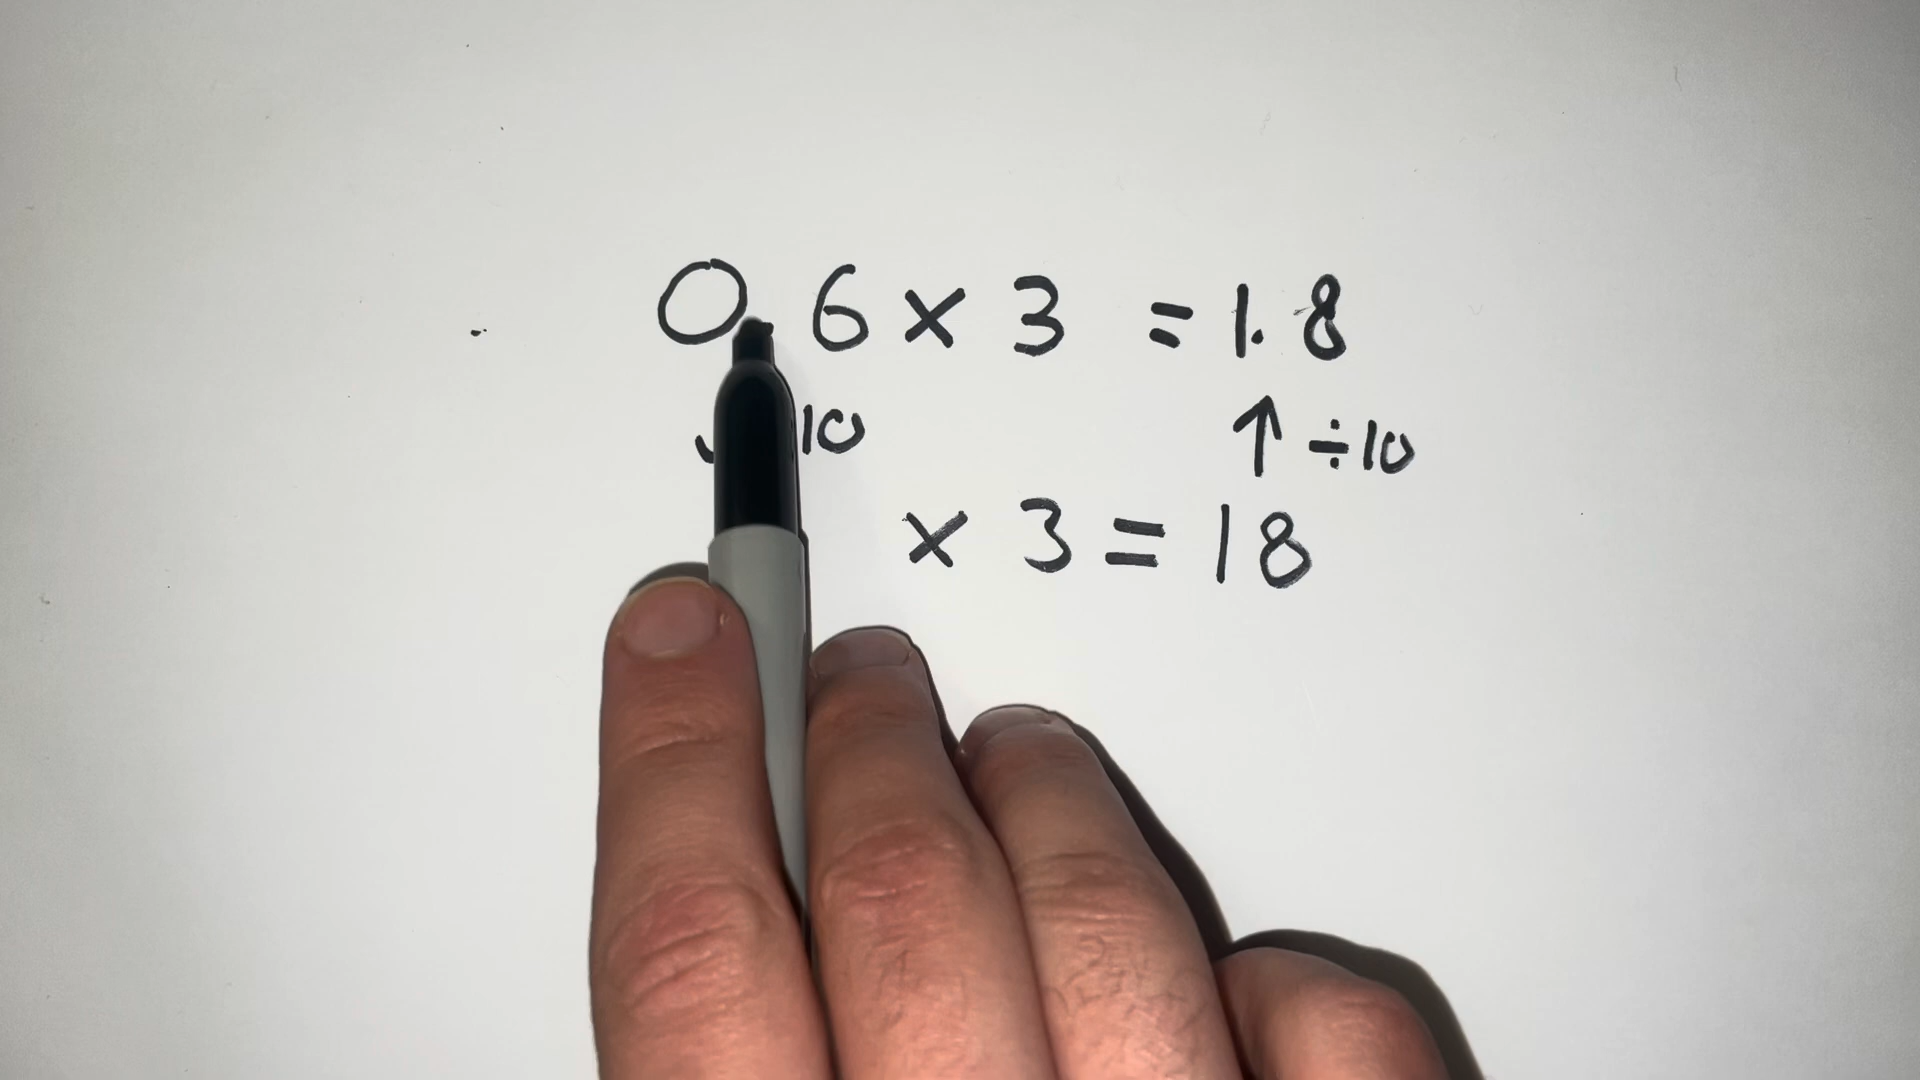 0.6 × 3 = 1.8
10 ↑ ÷10
× 3 = 18